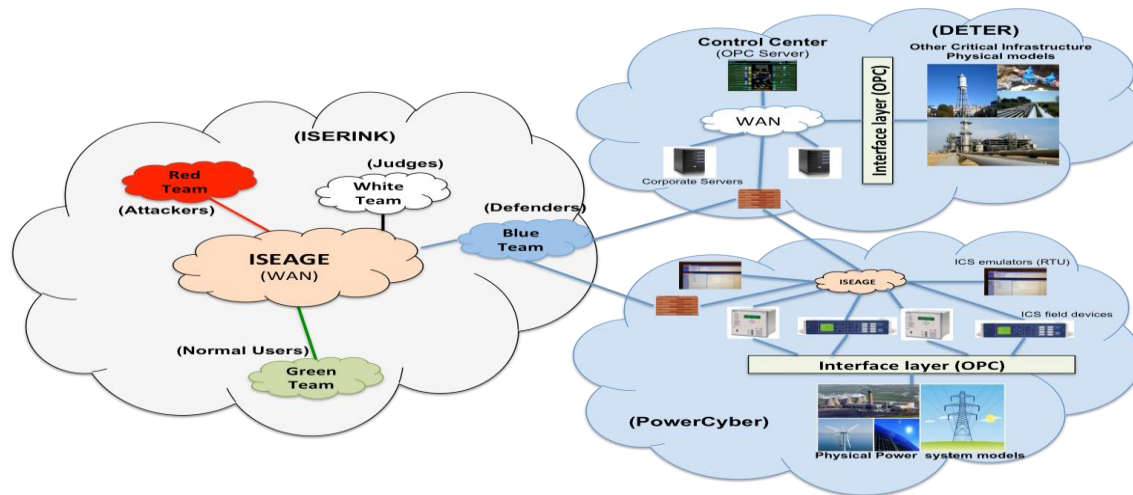 (ISERINK)
Red
Team
(Attackers)
(Judges)
White
Team
(Defenders)
Blue
Team
ISEAGE
(WAN)
(Normal Users)
Green
Team
(DETER)
Control Center
(OPC Server)
Other Critical Infrastructure
Physical models
Interface layer (OPC)
WAN
Corporate Servers
ICS emulators (RTU)
ISEAGE
ICS field devices
Interface layer (OPC)
(PowerCyber)
Physical Power system models